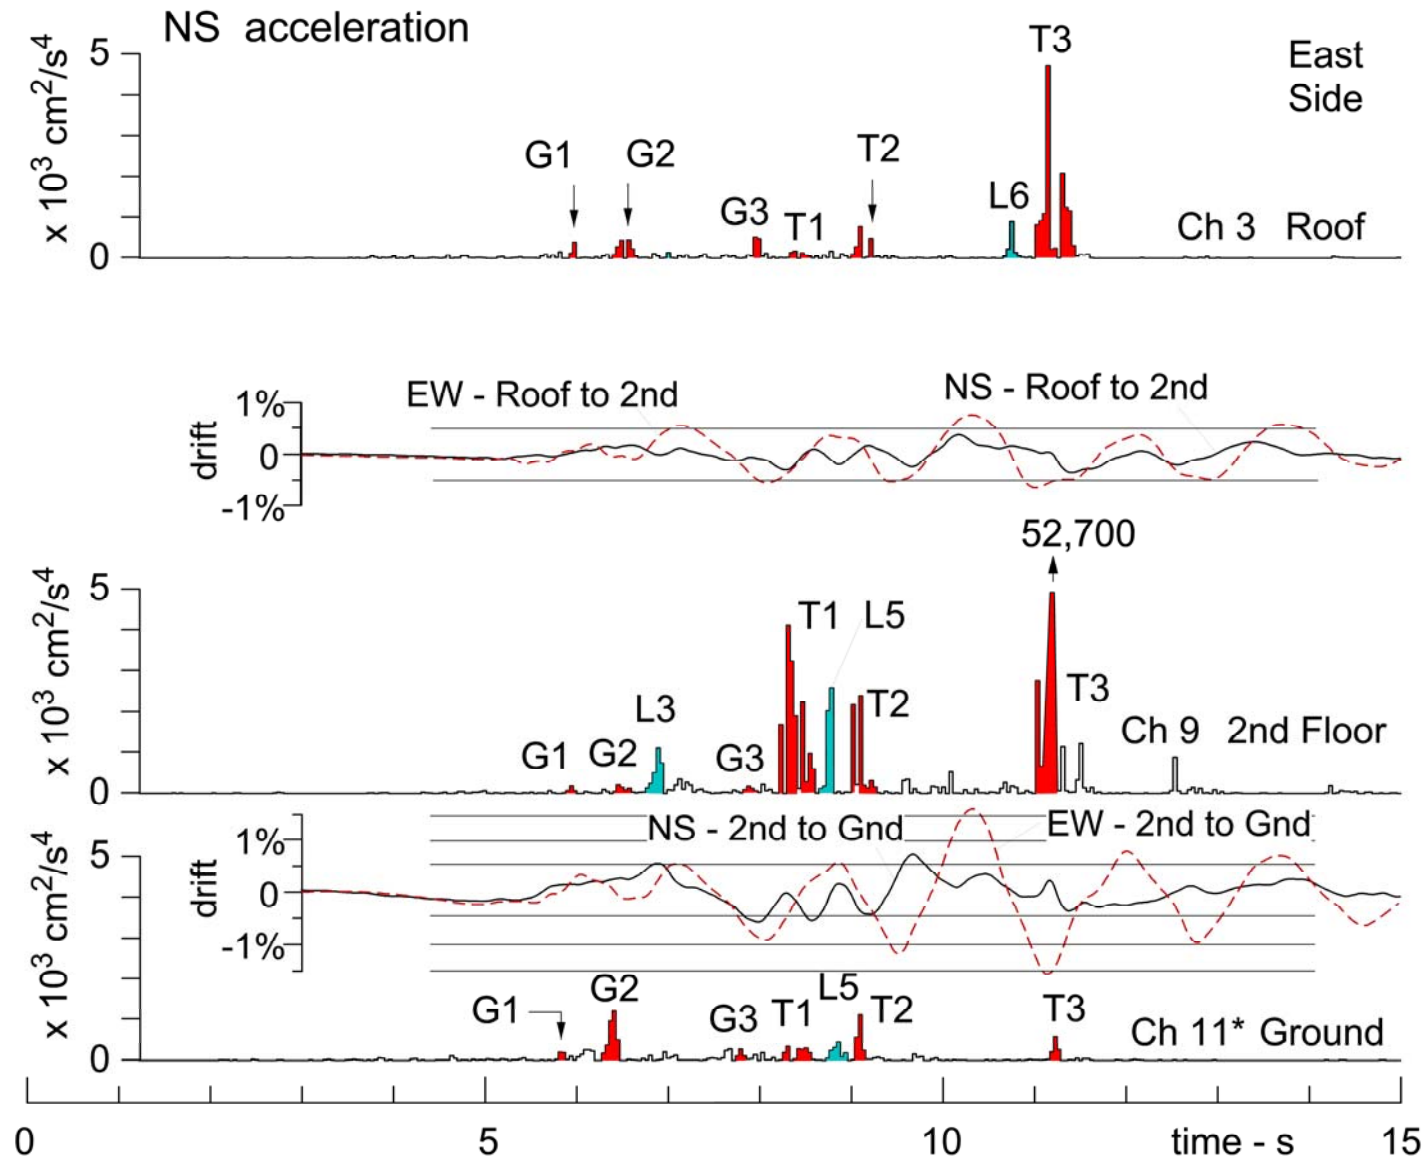 NS acceleration
East
Side
x 10³ cm²/s⁴
5
0
G1
G2
G3
T1
T2
L6
T3
Ch 3 Roof
EW - Roof to 2nd
NS - Roof to 2nd
drift
1%
0
-1%
52,700
x 10³ cm²/s⁴
5
0
G1
G2
L3
G3
T1
L5
T2
T3
Ch 9 2nd Floor
NS - 2nd to Gnd
EW - 2nd to Gnd
drift
1%
0
-1%
x 10³ cm²/s⁴
5
0
G1
G2
G3
T1
L5
T2
T3
Ch 11* Ground
0
5
10
time - s
15